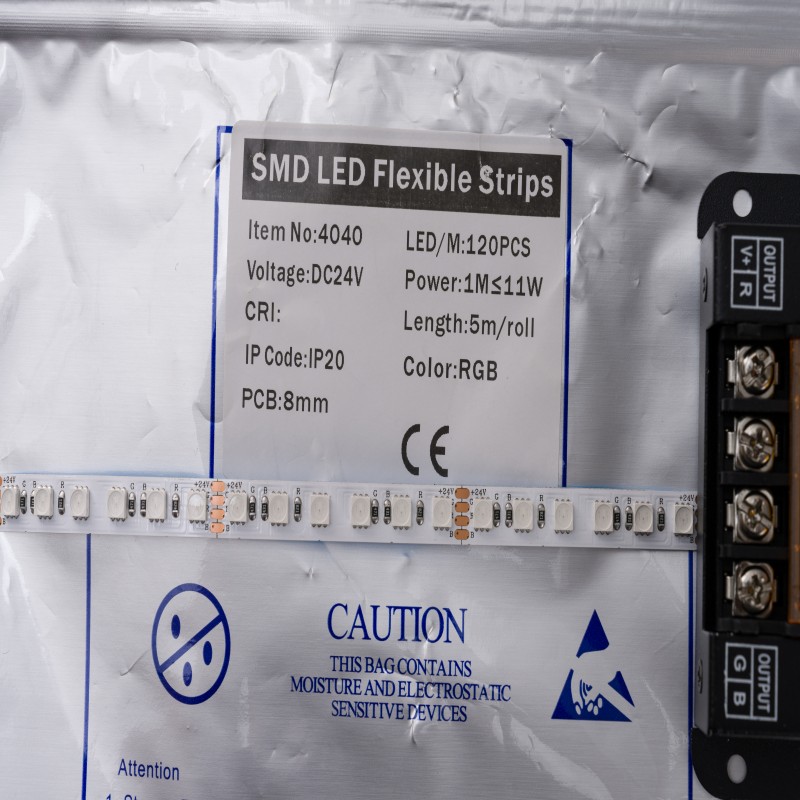 SMD LED Flexible Strips
Item No:4040
LED/M:120PCS
Voltage:DC24V
Power:1M≤11W
CRI:
Length:5m/roll
IP Code:IP20
Color:RGB
PCB:8mm
CE
OUTPUT
V+ R
+24V G B R +24V G B R G B R +24V G B R G B R +24V
OUTPUT
G B
CAUTION
THIS BAG CONTAINS
MOISTURE AND ELECTROSTATIC
SENSITIVE DEVICES
Attention